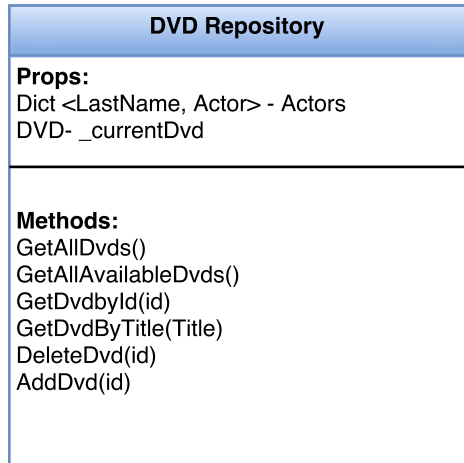 DVD Repository
Props:
Dict <LastName, Actor> - Actors
DVD- _currentDvd
Methods:
GetAllDvds()
GetAllAvailableDvds()
GetDvdbyId(id)
GetDvdByTitle(Title)
DeleteDvd(id)
AddDvd(id)